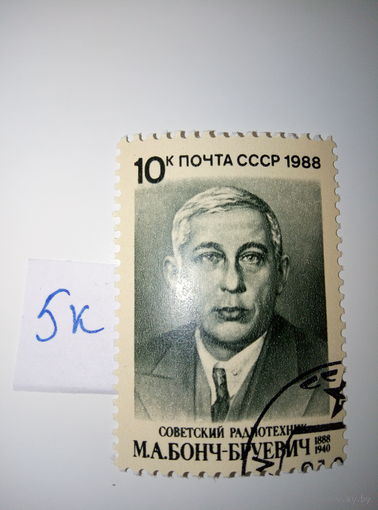 10К ПОЧТА СССР 1988
5к
СОВЕТСКИЙ РАДИОТЕХНИК
М.А.БОНЧ-БРУЕВИЧ 1888
1940